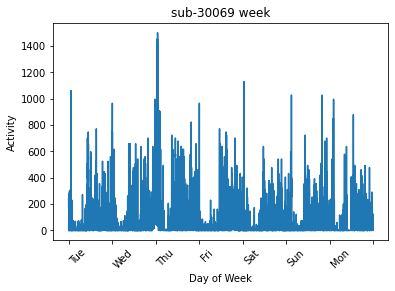 sub-30069 week
1400
1200
1000
800
600
400
200
0
Activity
Tue
Wed
Thu
Fri
Sat
Sun
Mon
Day of Week